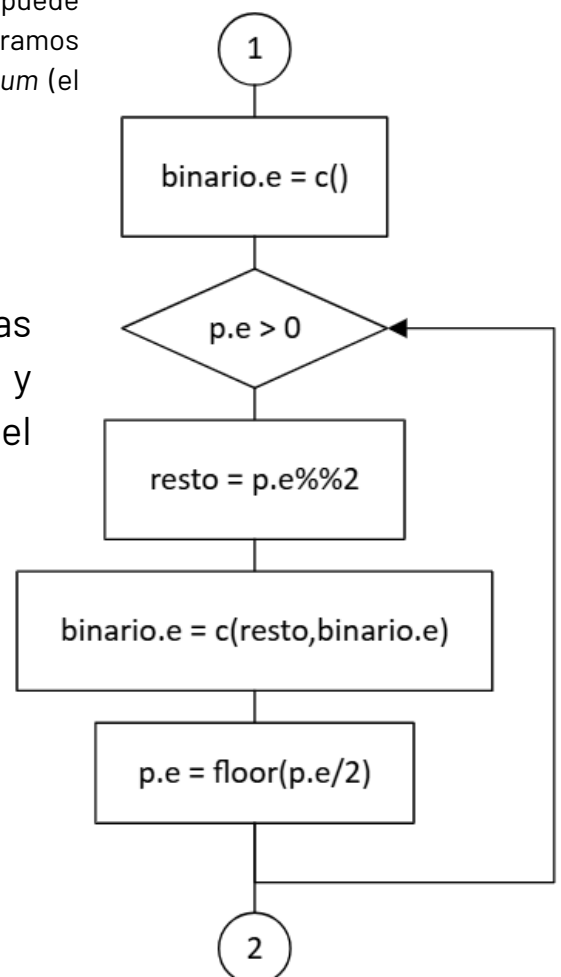 puede
ramos
um (el
as
y
el
1
binario.e = c()
p.e > 0
resto = p.e%%2
binario.e = c(resto,binario.e)
p.e = floor(p.e/2)
2